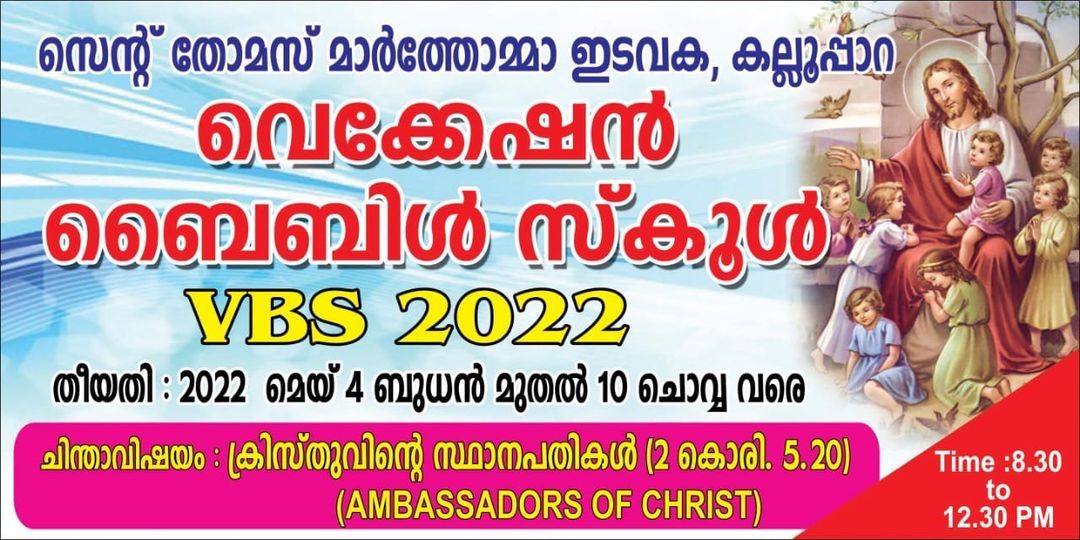 സെന്റ് തോമസ് മാർത്തോമ്മാ ഇടവക, കല്ലൂപ്പാറ
വെക്കേഷൻ
ബൈബിൾ സ്കൂൾ
VBS 2022
തീയതി : 2022 മെയ് 4 ബുധൻ മുതൽ 10 ചൊവ്വ വരെ
ചിന്താവിഷയം : ക്രിസ്തുവിന്റെ സ്ഥാനപതികൾ (2 കൊരി. 5.20)
(AMBASSADORS OF CHRIST)
Time :8.30
to
12.30 PM